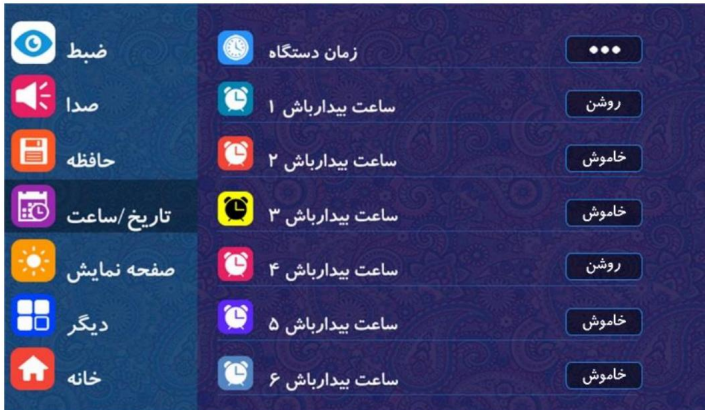 ضبط
صدا
حافظه
تاریخ/ساعت
صفحه نمایش
دیگر
خانه
زمان دستگاه
●●●
ساعت بیدارباش ۱
روشن
ساعت بیدارباش ۲
خاموش
ساعت بیدارباش ۳
خاموش
ساعت بیدارباش ۴
روشن
ساعت بیدارباش ۵
خاموش
ساعت بیدارباش ۶
خاموش